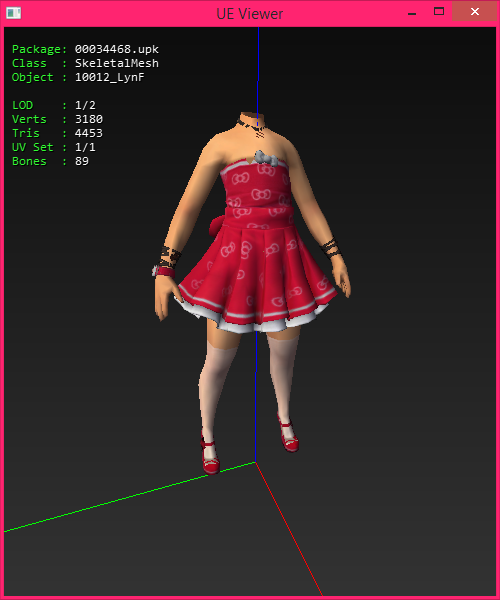 UE Viewer
Package: 00034468.upk
Class : SkeletalMesh
Object : 10012_LynF
LOD : 1/2
Verts : 3180
Tris : 4453
UV Set : 1/1
Bones : 89